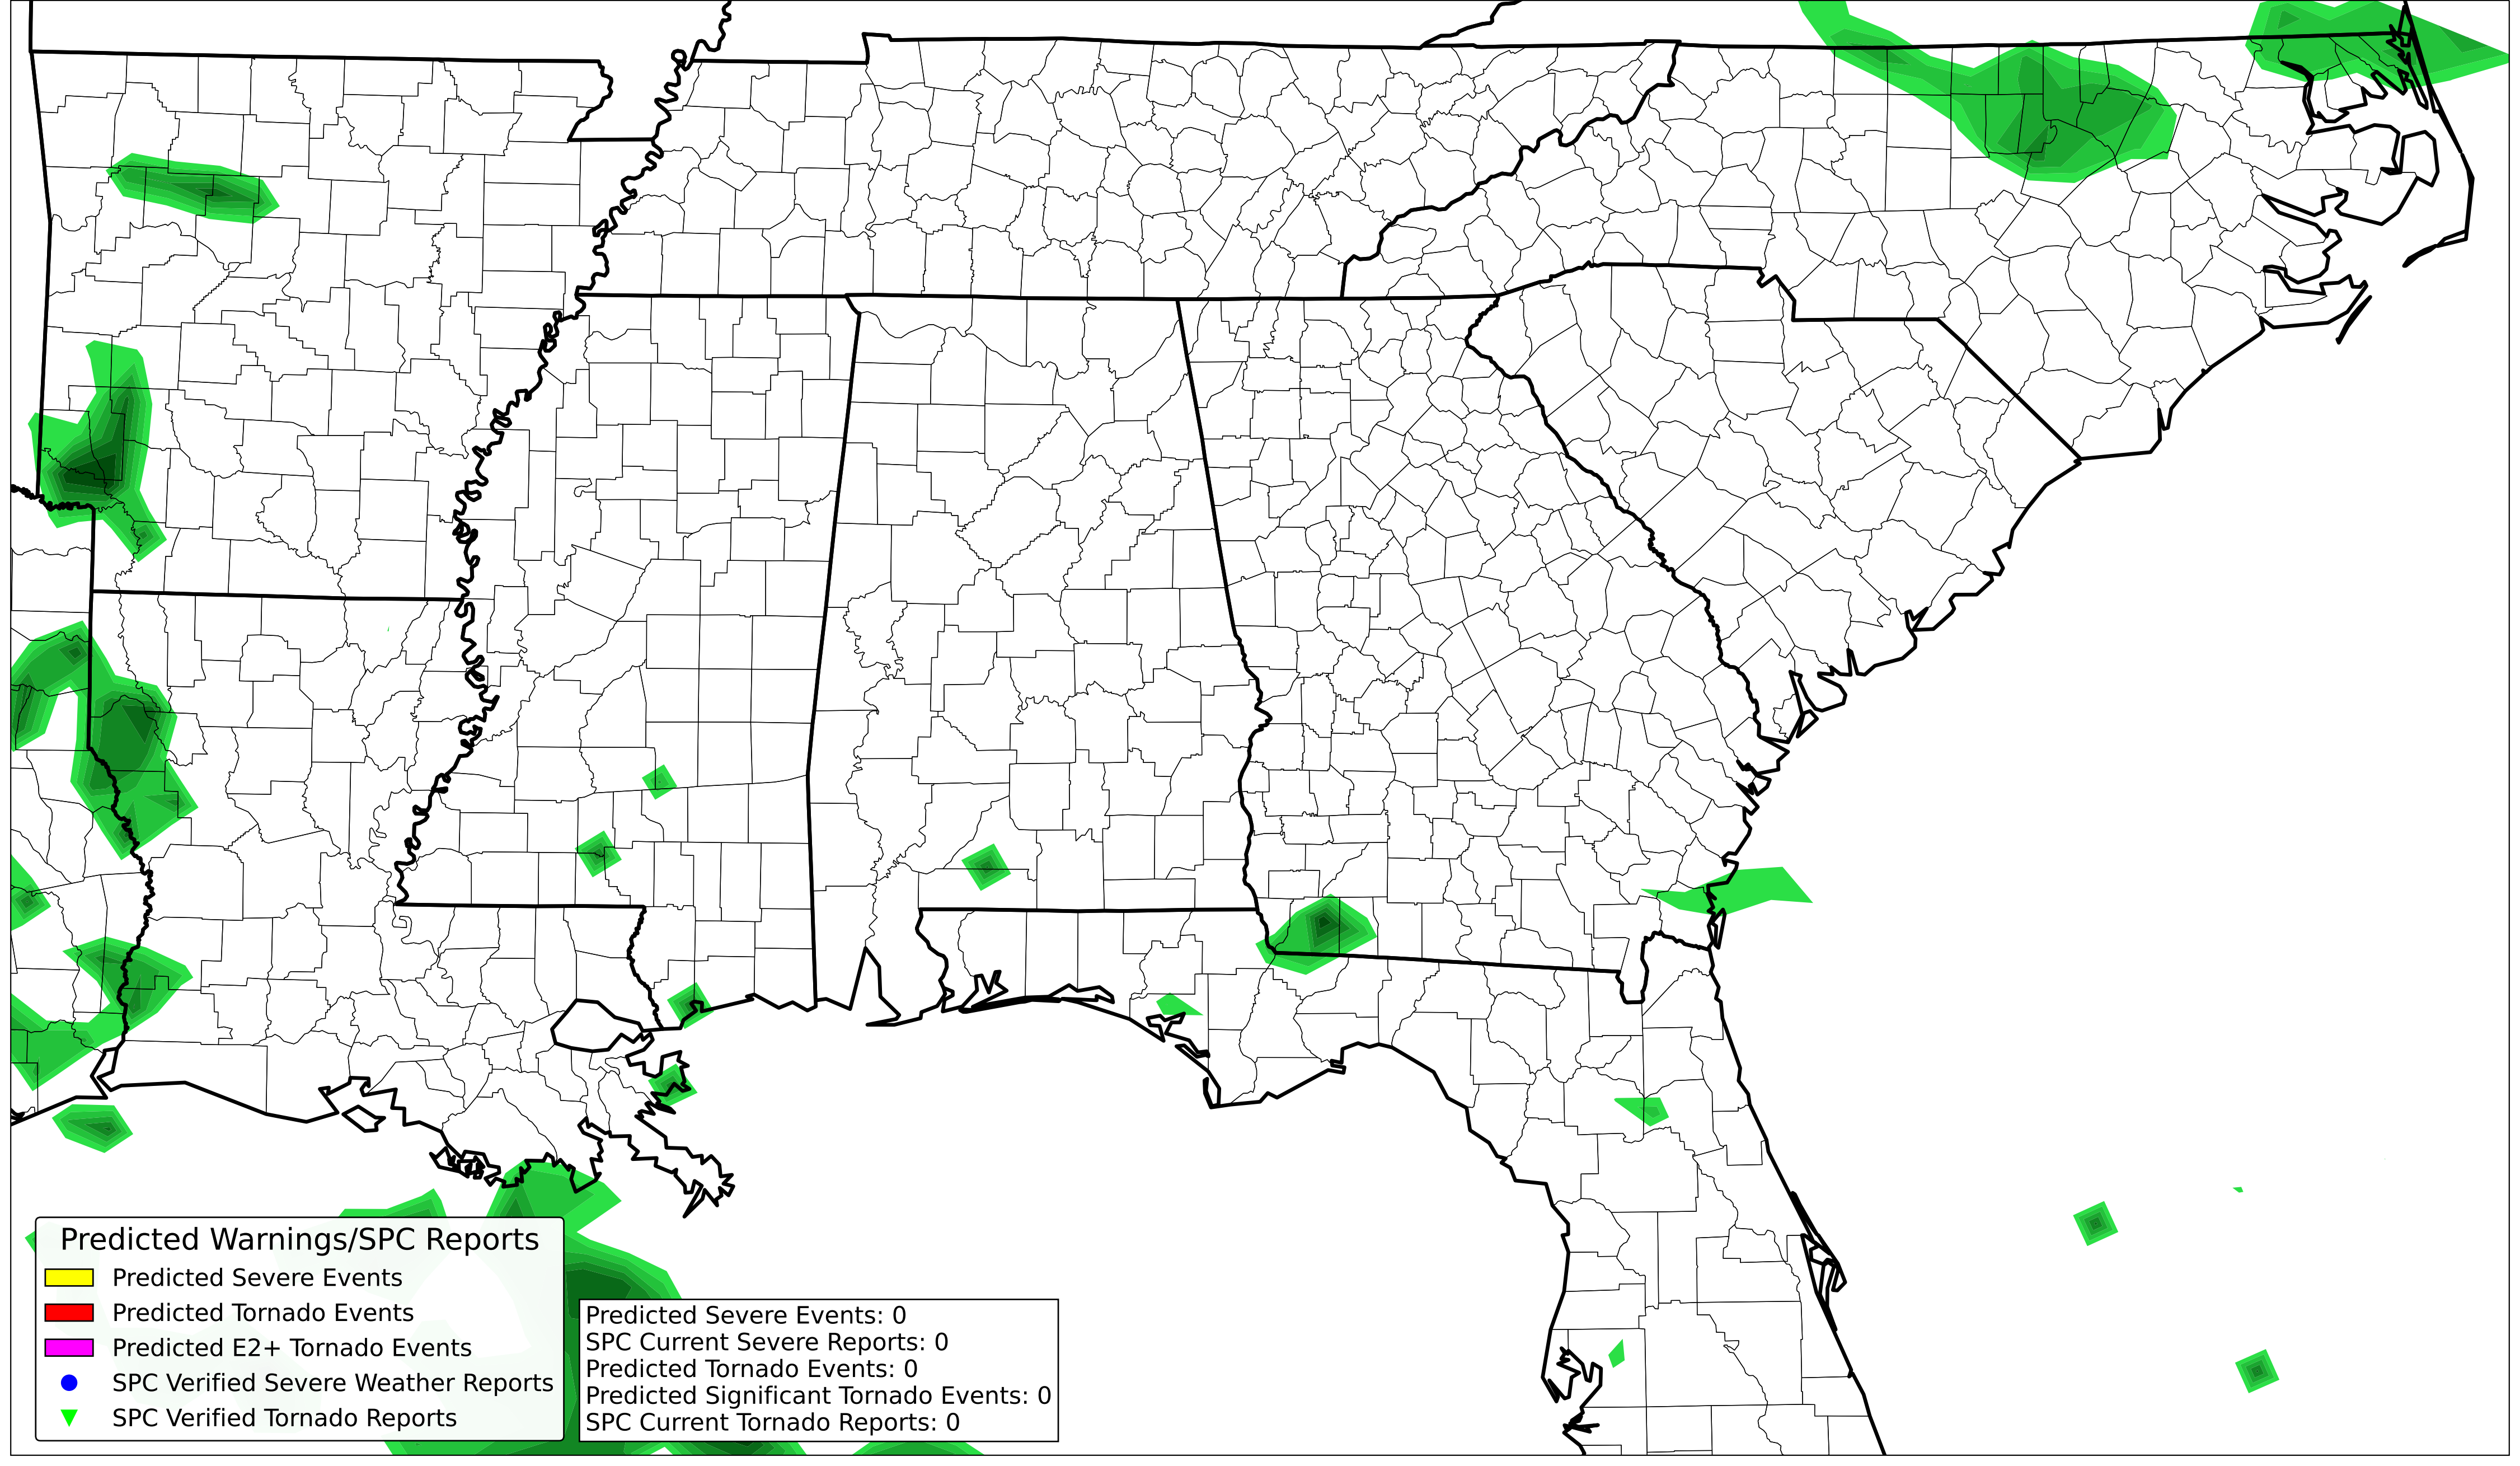 Predicted Warnings/SPC Reports
Predicted Severe Events
Predicted Tornado Events
Predicted E2+ Tornado Events
SPC Verified Severe Weather Reports
SPC Verified Tornado Reports
Predicted Severe Events: 0
SPC Current Severe Reports: 0
Predicted Tornado Events: 0
Predicted Significant Tornado Events: 0
SPC Current Tornado Reports: 0